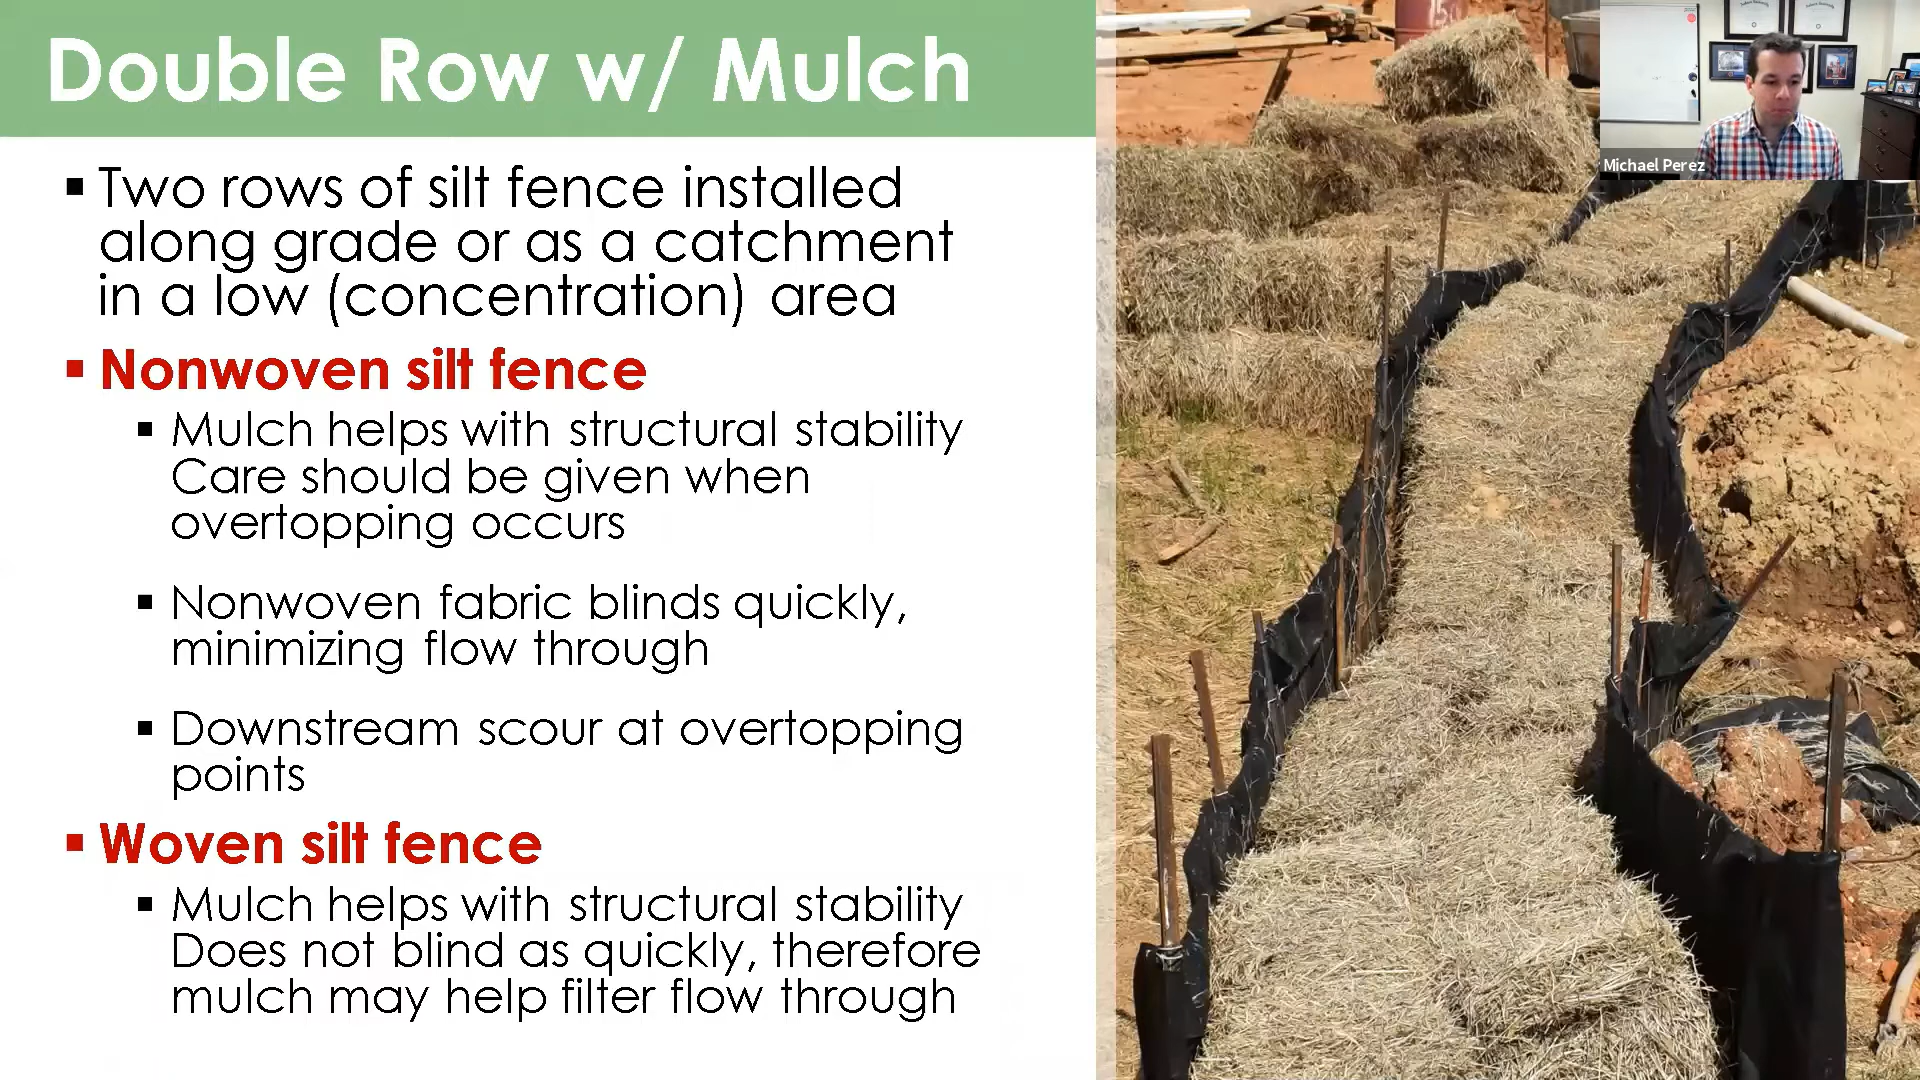 Double Row w/ Mulch
Two rows of silt fence installed
along grade or as a catchment
in a low (concentration) area
Nonwoven silt fence
Mulch helps with structural stability
Care should be given when
overtopping occurs
Nonwoven fabric blinds quickly,
minimizing flow through
Downstream scour at overtopping
points
Woven silt fence
Mulch helps with structural stability
Does not blind as quickly, therefore
mulch may help filter flow through
Michael Perez